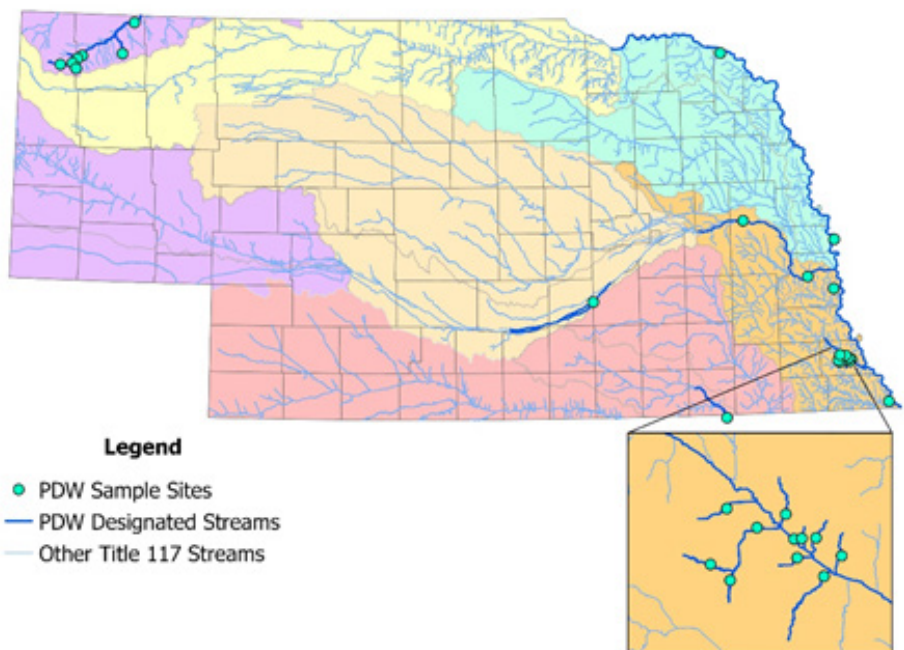 Legend
PDW Sample Sites
PDW Designated Streams
Other Title 117 Streams